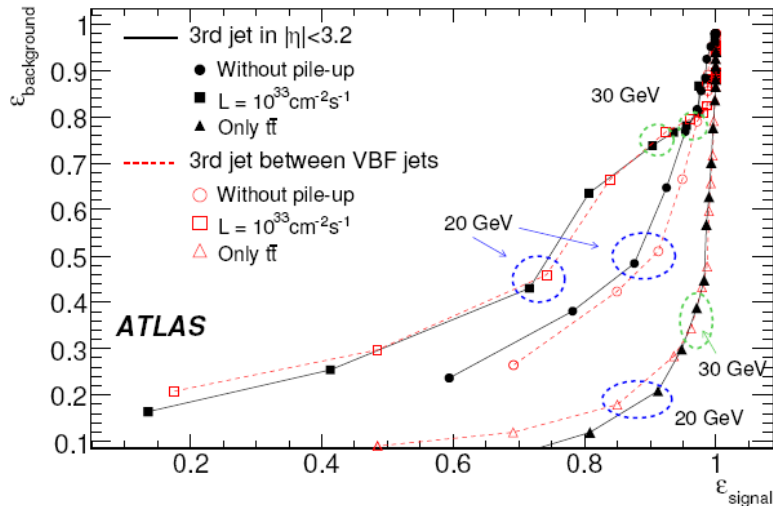 ε_background
1
0.9
0.8
0.7
0.6
0.5
0.4
0.3
0.2
0.1
3rd jet in |η|<3.2
Without pile-up
L = 10³³cm⁻²s⁻¹
Only tt̄
3rd jet between VBF jets
Without pile-up
L = 10³³cm⁻²s⁻¹
Only tt̄
30 GeV
20 GeV
ATLAS
30 GeV
20 GeV
0.2
0.4
0.6
0.8
1
ε_signal